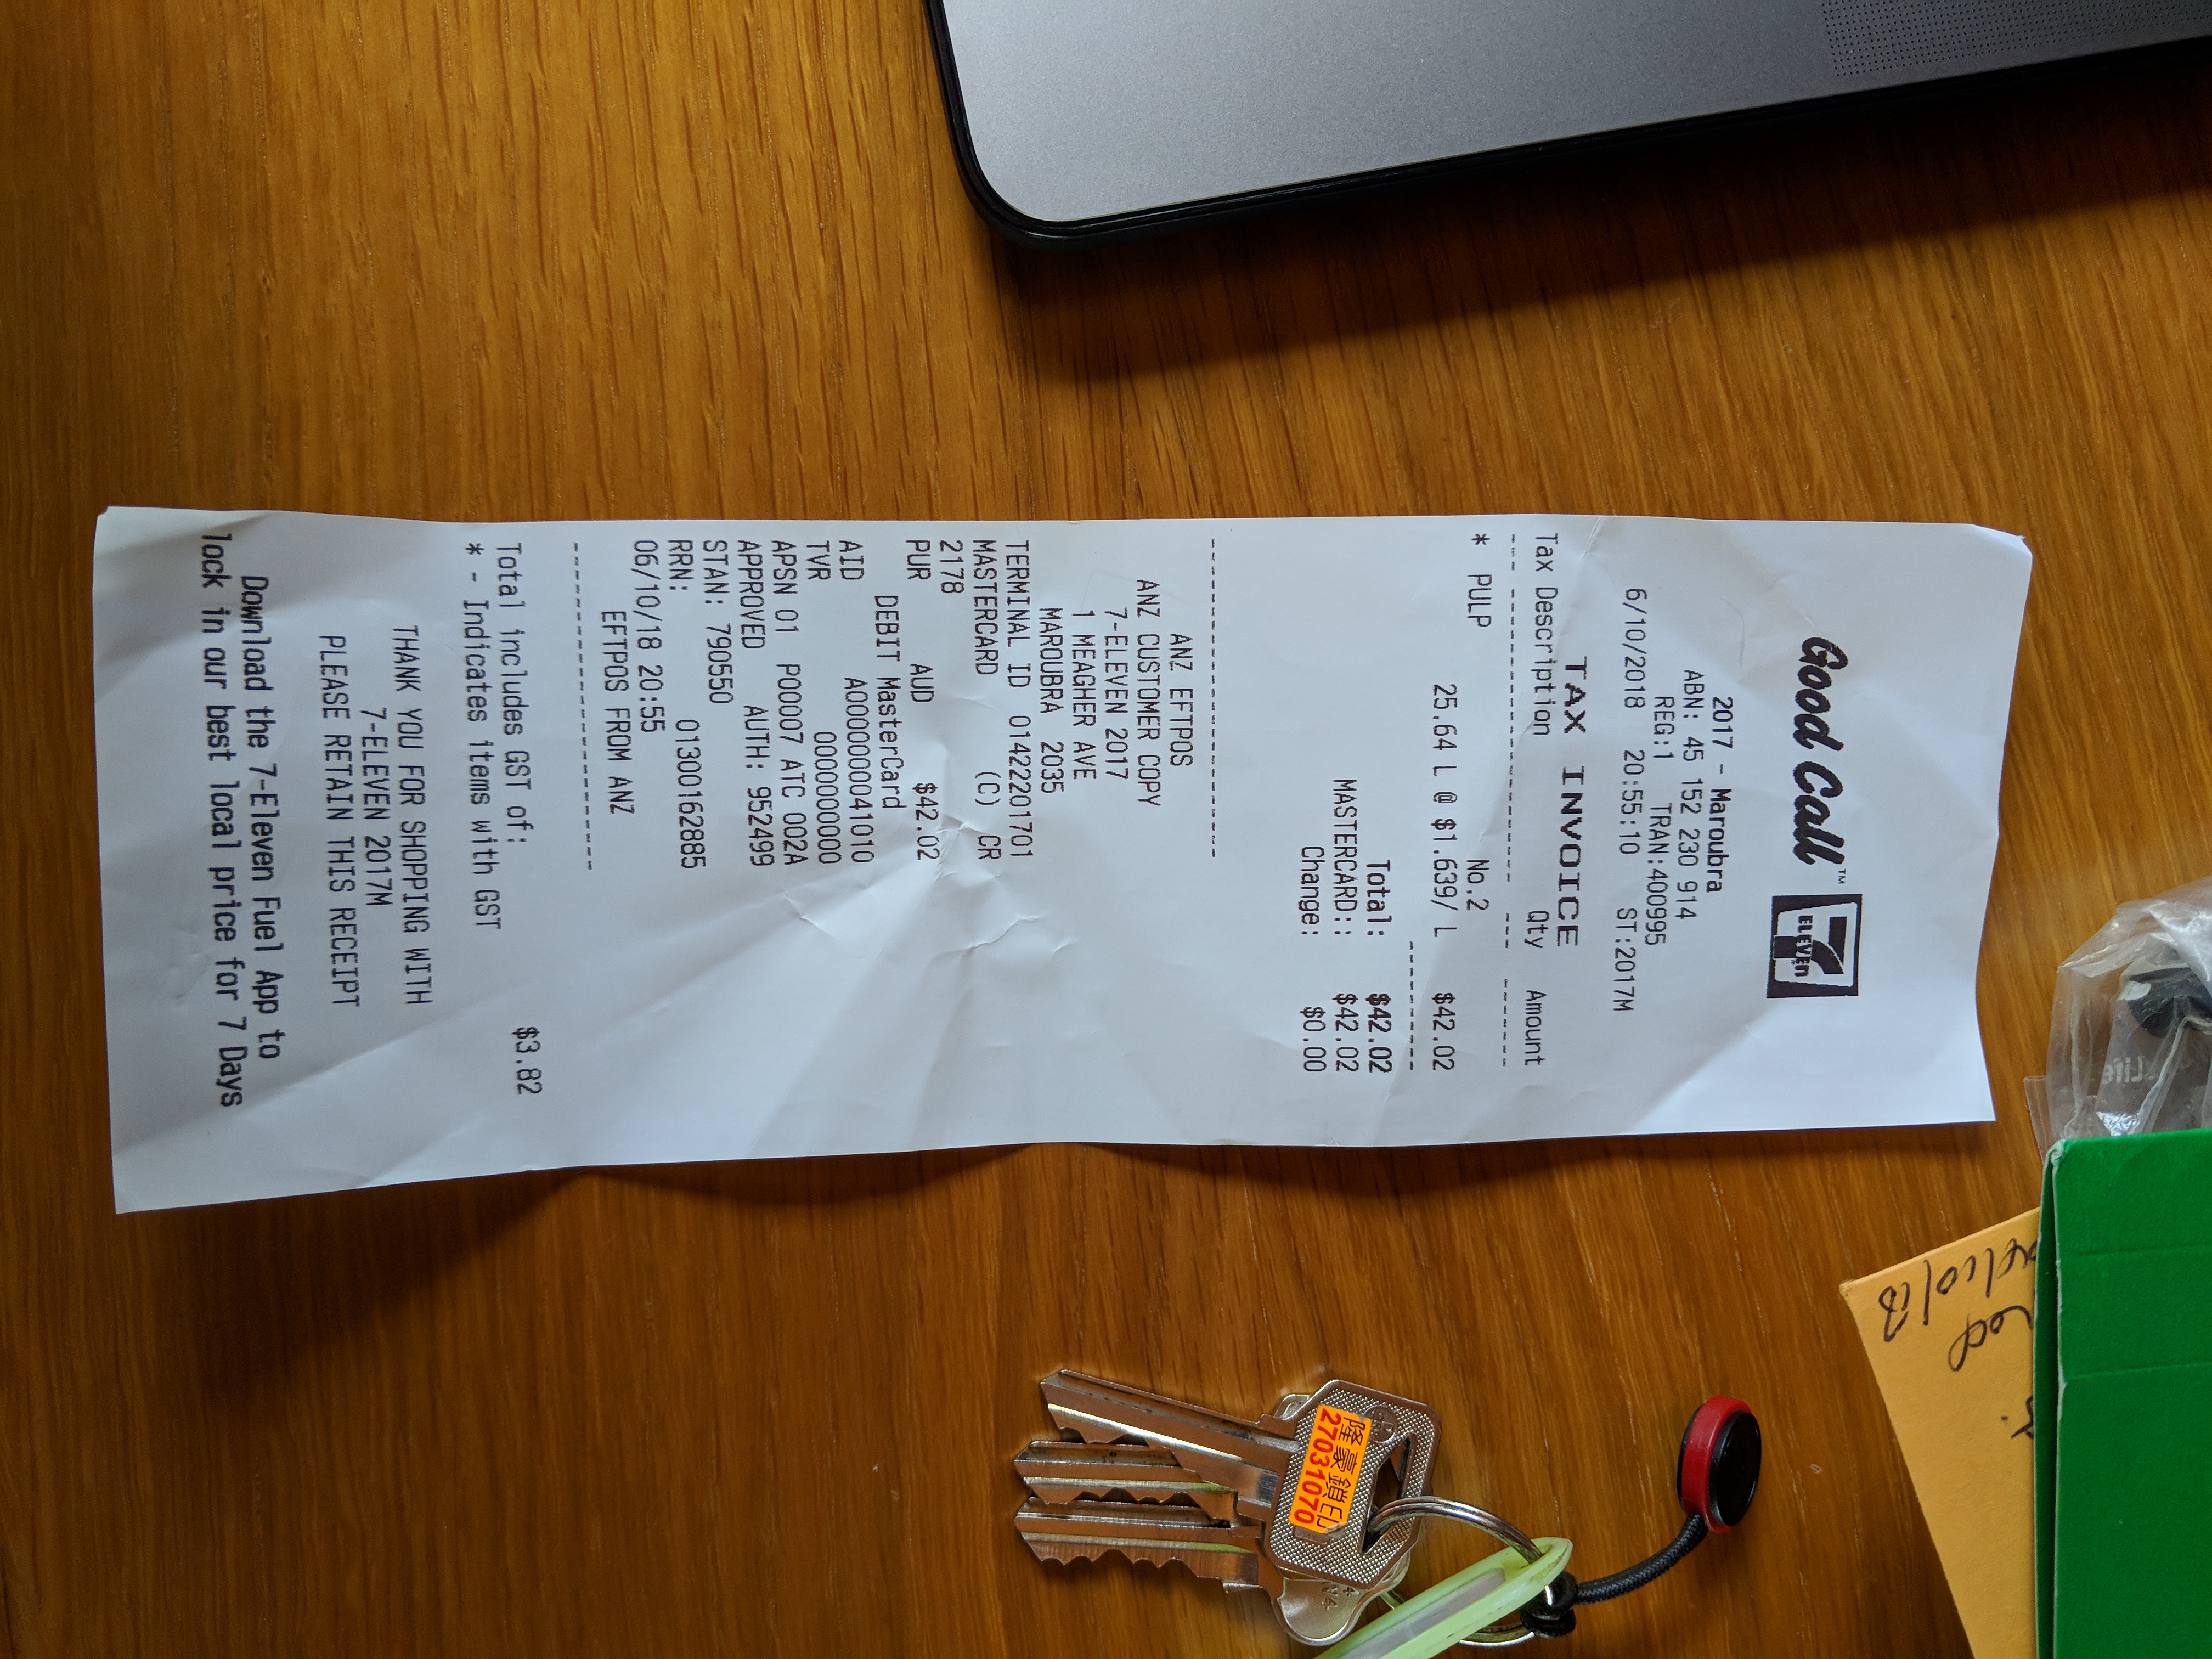 Good Call™
7
ELEVEn
2017 - Maroubra
ABN: 45 152 230 914
REG:1 TRAN:400995
6/10/2018 20:55:10 ST:2017M
TAX INVOICE
Tax Description Qty Amount
--- ------------------------ --- ---------
* PULP No.2
25.64 L @ $1.639/ L $42.02
-------------
Total: $42.02
MASTERCARD:: $42.02
Change: $0.00
--------------------------------
ANZ EFTPOS
ANZ CUSTOMER COPY
7-ELEVEN 2017
1 MEAGHER AVE
MAROUBRA 2035
TERMINAL ID 01422201701
MASTERCARD (C) CR
2178
PUR AUD $42.02
DEBIT MasterCard
AID A0000000041010
TVR 0000000000
APSN 01 P00007 ATC 002A
APPROVED AUTH: 952499
STAN: 790550
RRN: 01300162885
06/10/18 20:55
EFTPOS FROM ANZ
--------------------------------
Total includes GST of: $3.82
* - Indicates items with GST
THANK YOU FOR SHOPPING WITH
7-ELEVEN 2017M
PLEASE RETAIN THIS RECEIPT
Download the 7-Eleven Fuel App to
lock in our best local price for 7 Days
隆豪鎖
27031070